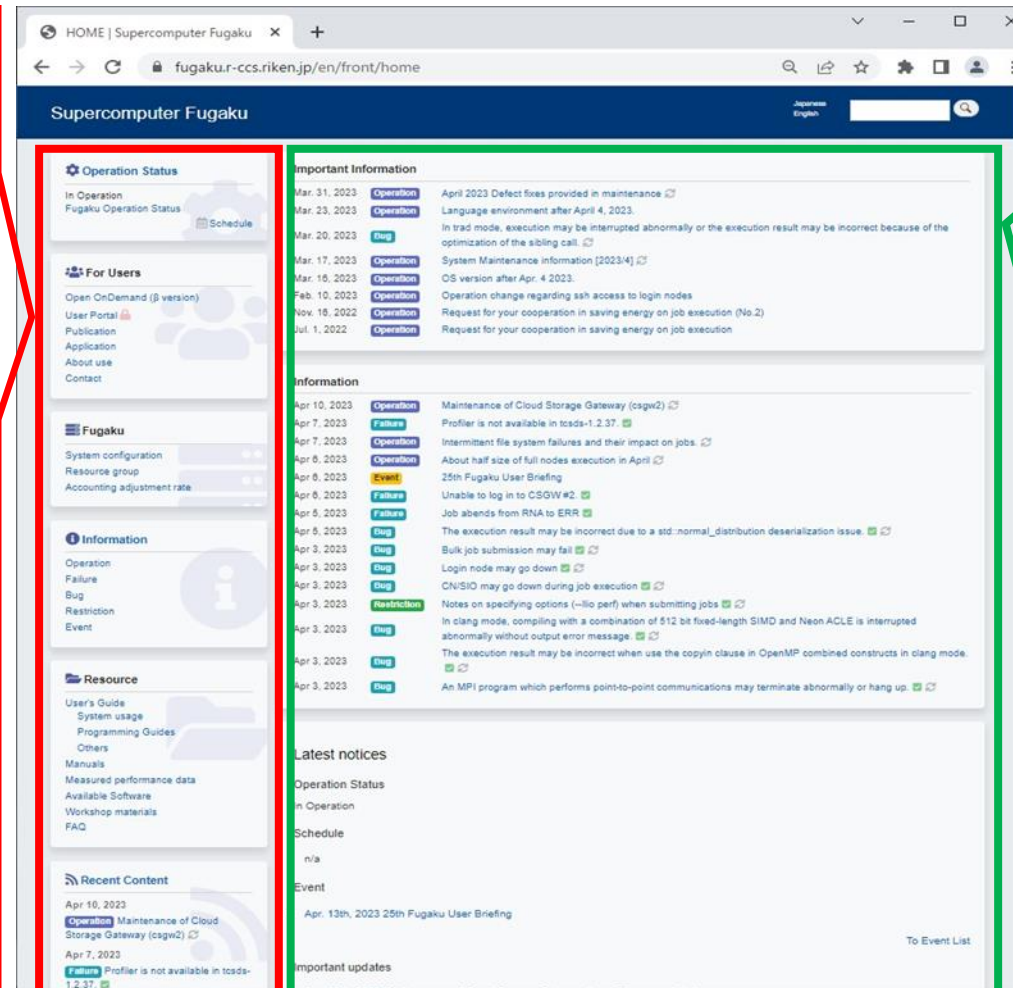 HOME | Supercomputer Fugaku
fugaku.r-ccs.riken.jp/en/front/home
Supercomputer Fugaku
Japanese
English
Operation Status
In Operation
Fugaku Operation Status
Schedule
For Users
Open OnDemand (β version)
User Portal
Publication
Application
About use
Contact
Fugaku
System configuration
Resource group
Accounting adjustment rate
Information
Operation
Failure
Bug
Restriction
Event
Resource
User's Guide
System usage
Programming Guides
Others
Manuals
Measured performance data
Available Software
Workshop materials
FAQ
Recent Content
Apr 10, 2023
Operation Maintenance of Cloud
Storage Gateway (csgw2)
Apr 7, 2023
Failure Profiler is not available in tcsds-
1.2.37.
Important Information
Mar. 31, 2023 Operation April 2023 Defect fixes provided in maintenance
Mar. 23, 2023 Operation Language environment after April 4, 2023.
Mar. 20, 2023 Bug In trad mode, execution may be interrupted abnormally or the execution result may be incorrect because of the
optimization of the sibling call.
Mar. 17, 2023 Operation System Maintenance information [2023/4]
Mar. 16, 2023 Operation OS version after Apr. 4 2023.
Feb. 10, 2023 Operation Operation change regarding ssh access to login nodes
Nov. 16, 2022 Operation Request for your cooperation in saving energy on job execution (No.2)
Jul. 1, 2022 Operation Request for your cooperation in saving energy on job execution
Information
Apr 10, 2023 Operation Maintenance of Cloud Storage Gateway (csgw2)
Apr 7, 2023 Failure Profiler is not available in tcsds-1.2.37.
Apr 7, 2023 Operation Intermittent file system failures and their impact on jobs.
Apr 6, 2023 Operation About half size of full nodes execution in April
Apr 6, 2023 Event 25th Fugaku User Briefing
Apr 6, 2023 Failure Unable to log in to CSGW #2.
Apr 5, 2023 Failure Job abends from RNA to ERR
Apr 5, 2023 Bug The execution result may be incorrect due to a std::normal_distribution deserialization issue.
Apr 3, 2023 Bug Bulk job submission may fail
Apr 3, 2023 Bug Login node may go down
Apr 3, 2023 Bug CN/SIO may go down during job execution
Apr 3, 2023 Restriction Notes on specifying options (--llio perf) when submitting jobs
Apr 3, 2023 Bug In clang mode, compiling with a combination of 512 bit fixed-length SIMD and Neon ACLE is interrupted
abnormally without output error message.
Apr 3, 2023 Bug The execution result may be incorrect when use the copyin clause in OpenMP combined constructs in clang mode.
Apr 3, 2023 Bug An MPI program which performs point-to-point communications may terminate abnormally or hang up.
Latest notices
Operation Status
In Operation
Schedule
n/a
Event
Apr. 13th, 2023 25th Fugaku User Briefing
To Event List
Important updates